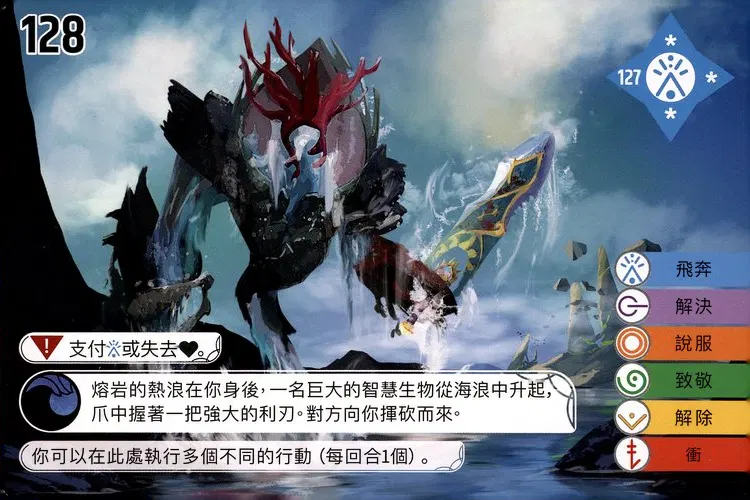 128
*
127 *
*
飛奔
解決
說服
致敬
解除
衝
! 支付或失去♥。
熔岩的熱浪在你身後,一名巨大的智慧生物從海浪中升起,
爪中握著一把強大的利刃。對方向你揮砍而來。
你可以在此處執行多個不同的行動(每回合1個)。